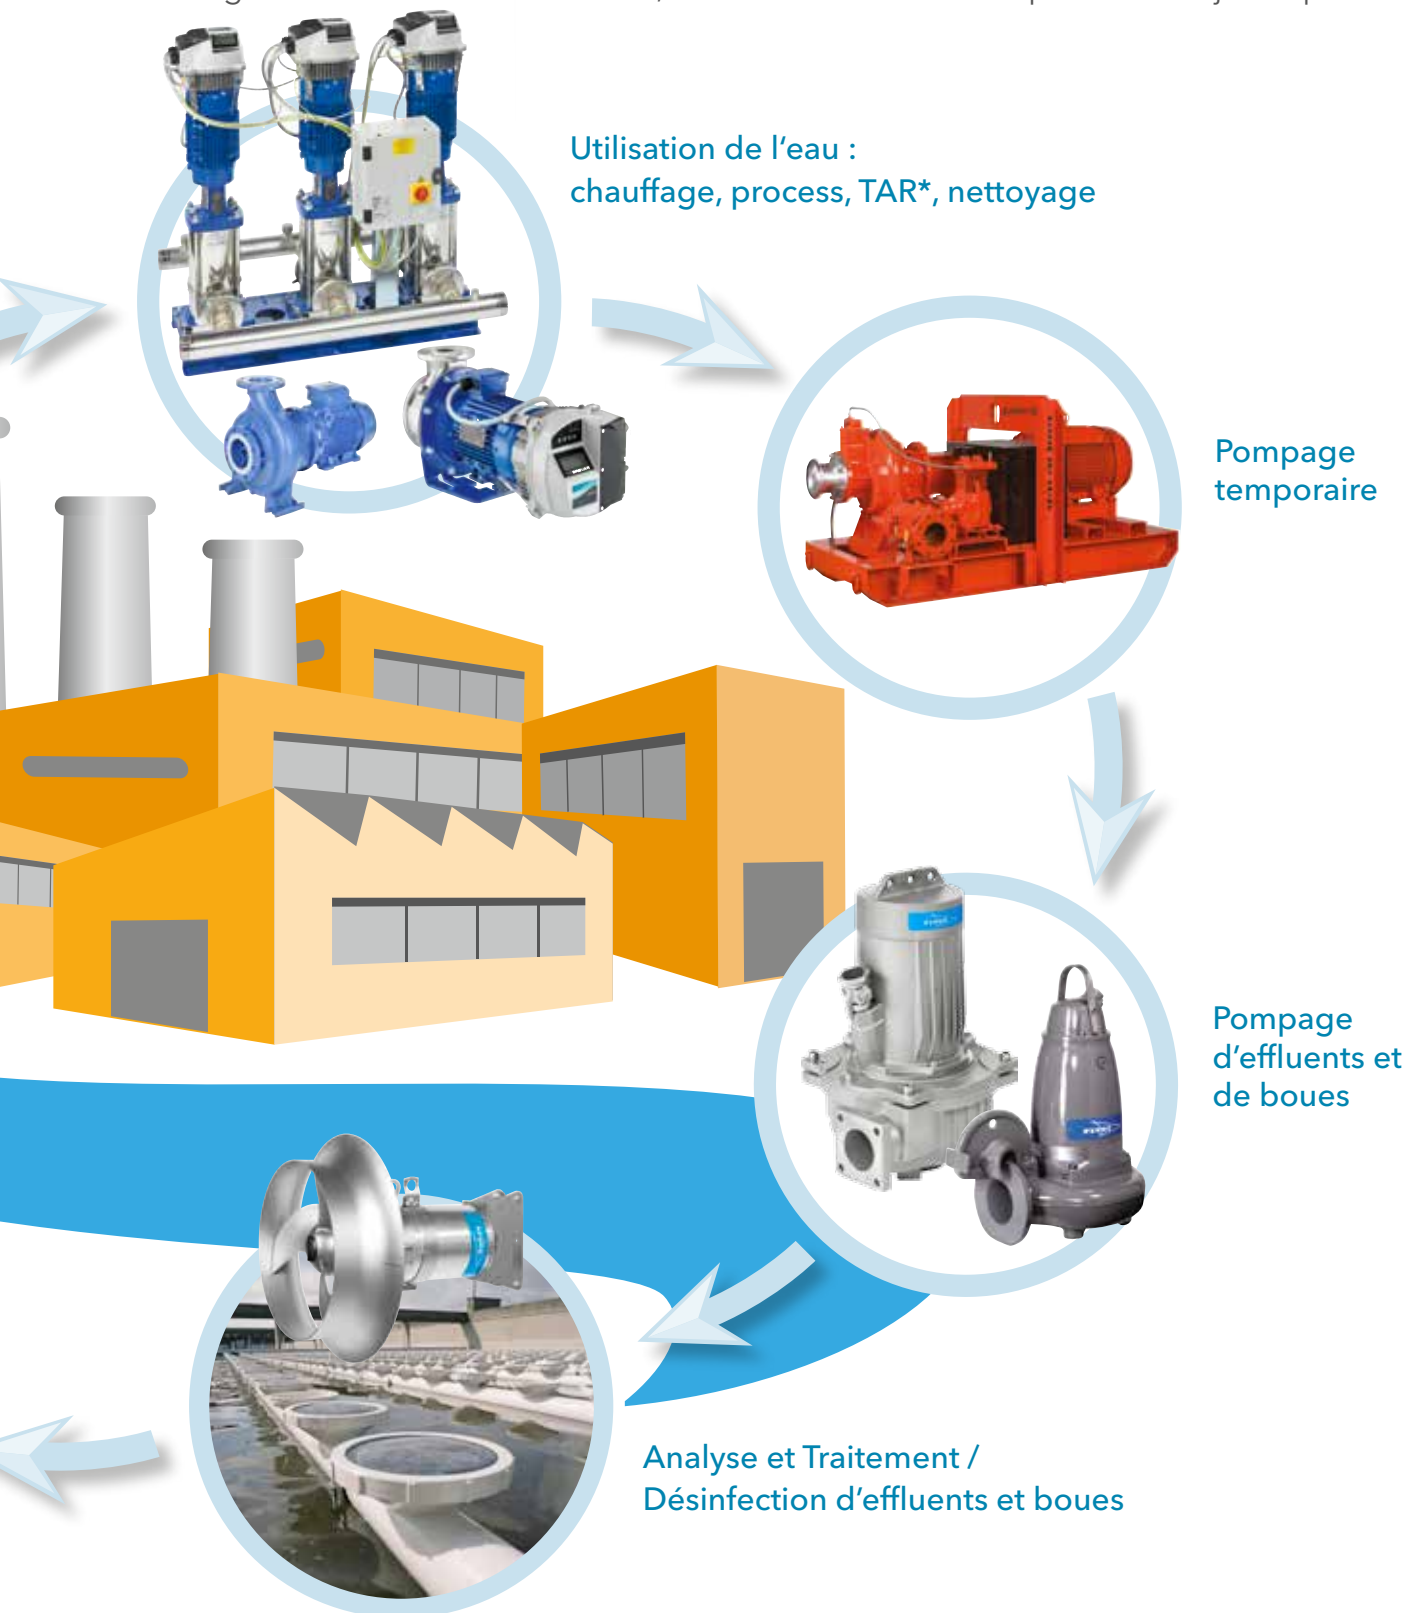 Utilisation de l'eau :
chauffage, process, TAR*, nettoyage
Pompage
temporaire
Pompage
d'effluents et
de boues
Analyse et Traitement /
Désinfection d'effluents et boues